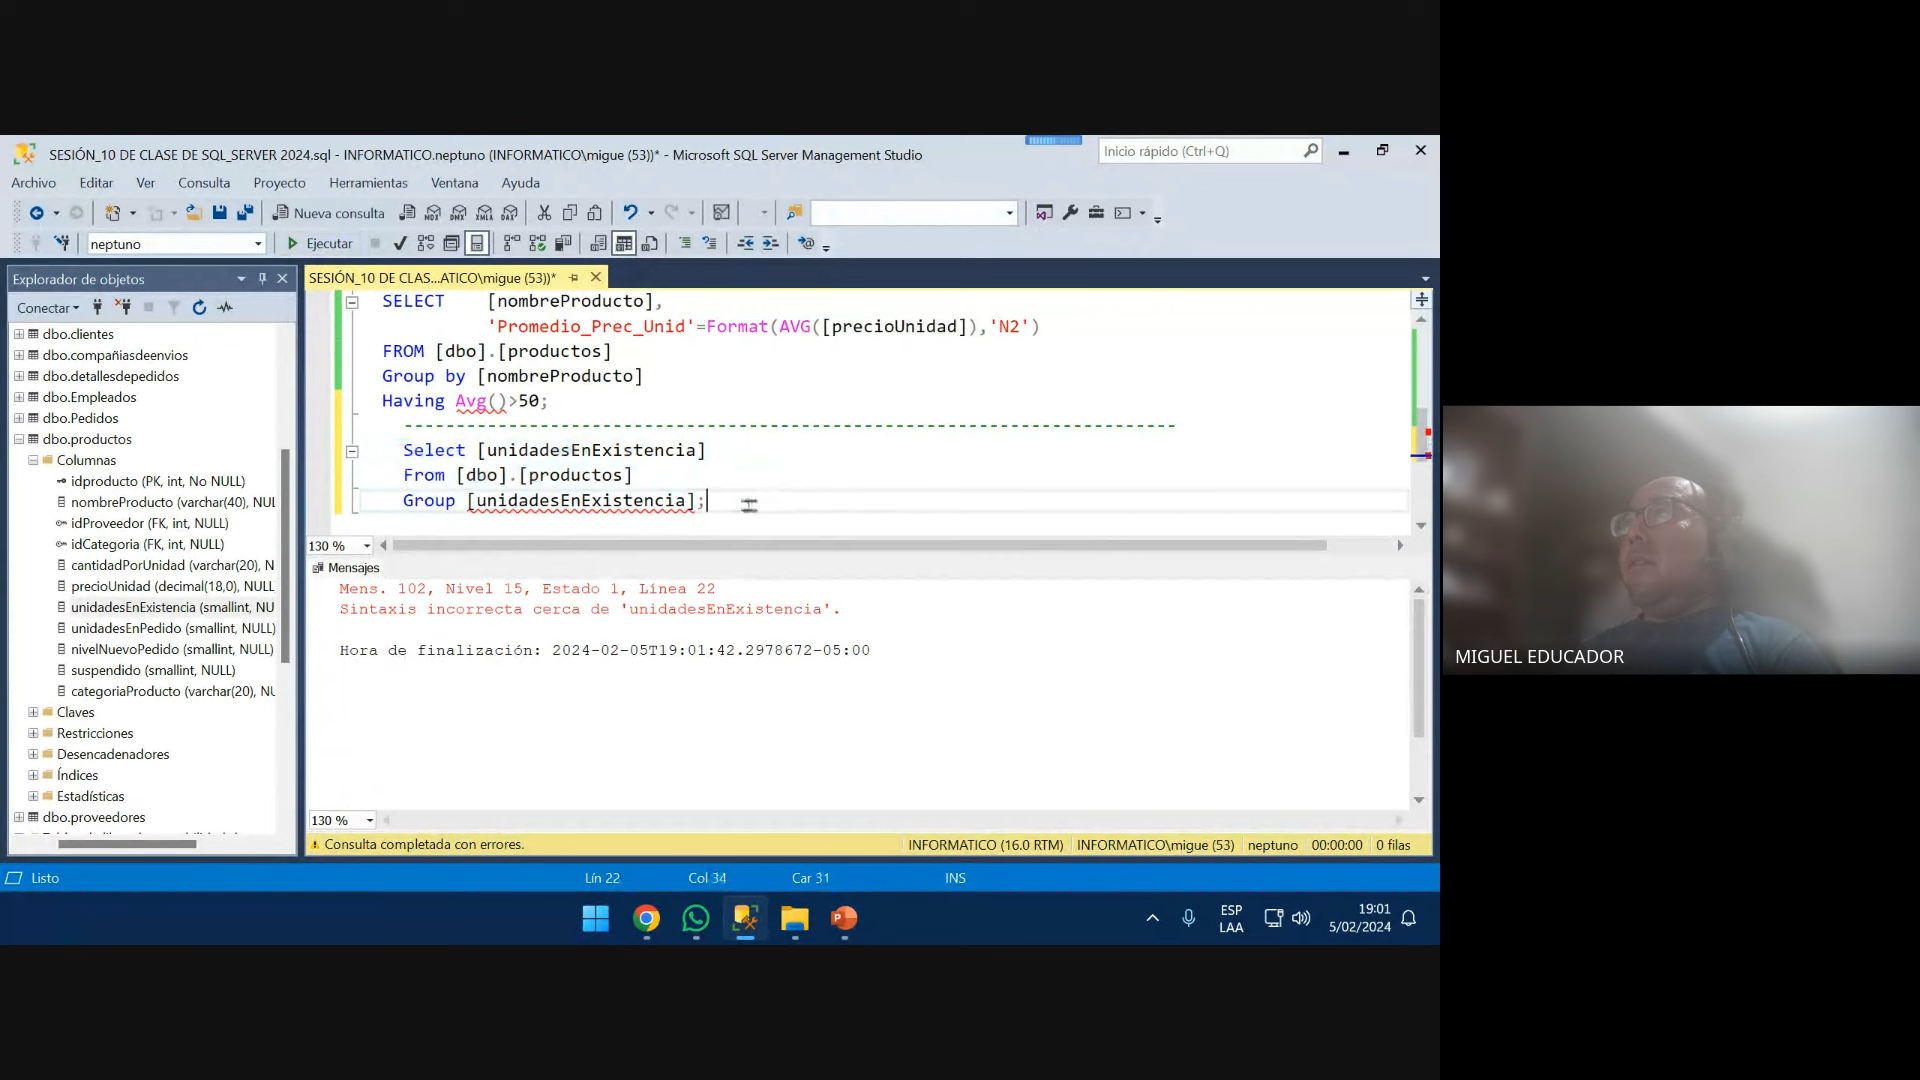 SESIÓN_10 DE CLASE DE SQL_SERVER 2024.sql - INFORMATICO.neptuno (INFORMATICO\migue (53))* - Microsoft SQL Server Management Studio
Inicio rápido (Ctrl+Q)
Archivo Editar Ver Consulta Proyecto Herramientas Ventana Ayuda
Nueva consulta
MDX DMX XMLA DAX
neptuno
Ejecutar
Explorador de objetos
Conectar
dbo.clientes
dbo.compañiasdeenvios
dbo.detallesdepedidos
dbo.Empleados
dbo.Pedidos
dbo.productos
Columnas
idproducto (PK, int, No NULL)
nombreProducto (varchar(40), NUL
idProveedor (FK, int, NULL)
idCategoria (FK, int, NULL)
cantidadPorUnidad (varchar(20), N
precioUnidad (decimal(18,0), NULL
unidadesEnExistencia (smallint, NU
unidadesEnPedido (smallint, NULL)
nivelNuevoPedido (smallint, NULL)
suspendido (smallint, NULL)
categoriaProducto (varchar(20), NU
Claves
Restricciones
Desencadenadores
Índices
Estadísticas
dbo.proveedores
SESIÓN_10 DE CLAS...ATICO\migue (53))*
SELECT [nombreProducto],
'Promedio_Prec_Unid'=Format(AVG([precioUnidad]),'N2')
FROM [dbo].[productos]
Group by [nombreProducto]
Having Avg()>50;
--------------------------------------------------------------------------
Select [unidadesEnExistencia]
From [dbo].[productos]
Group [unidadesEnExistencia];
130 %
Mensajes
Mens. 102, Nivel 15, Estado 1, Línea 22
Sintaxis incorrecta cerca de 'unidadesEnExistencia'.
Hora de finalización: 2024-02-05T19:01:42.2978672-05:00
130 %
Consulta completada con errores. INFORMATICO (16.0 RTM) INFORMATICO\migue (53) neptuno 00:00:00 0 filas
Listo Lín 22 Col 34 Car 31 INS
ESP
LAA
19:01
5/02/2024
MIGUEL EDUCADOR